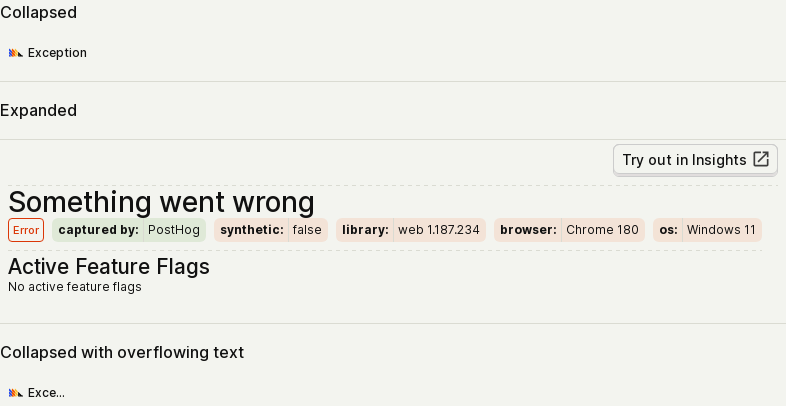 Collapsed
Exception
Expanded
Try out in Insights
Something went wrong
Error captured by: PostHog synthetic: false library: web 1.187.234 browser: Chrome 180 os: Windows 11
Active Feature Flags
No active feature flags
Collapsed with overflowing text
Exce...